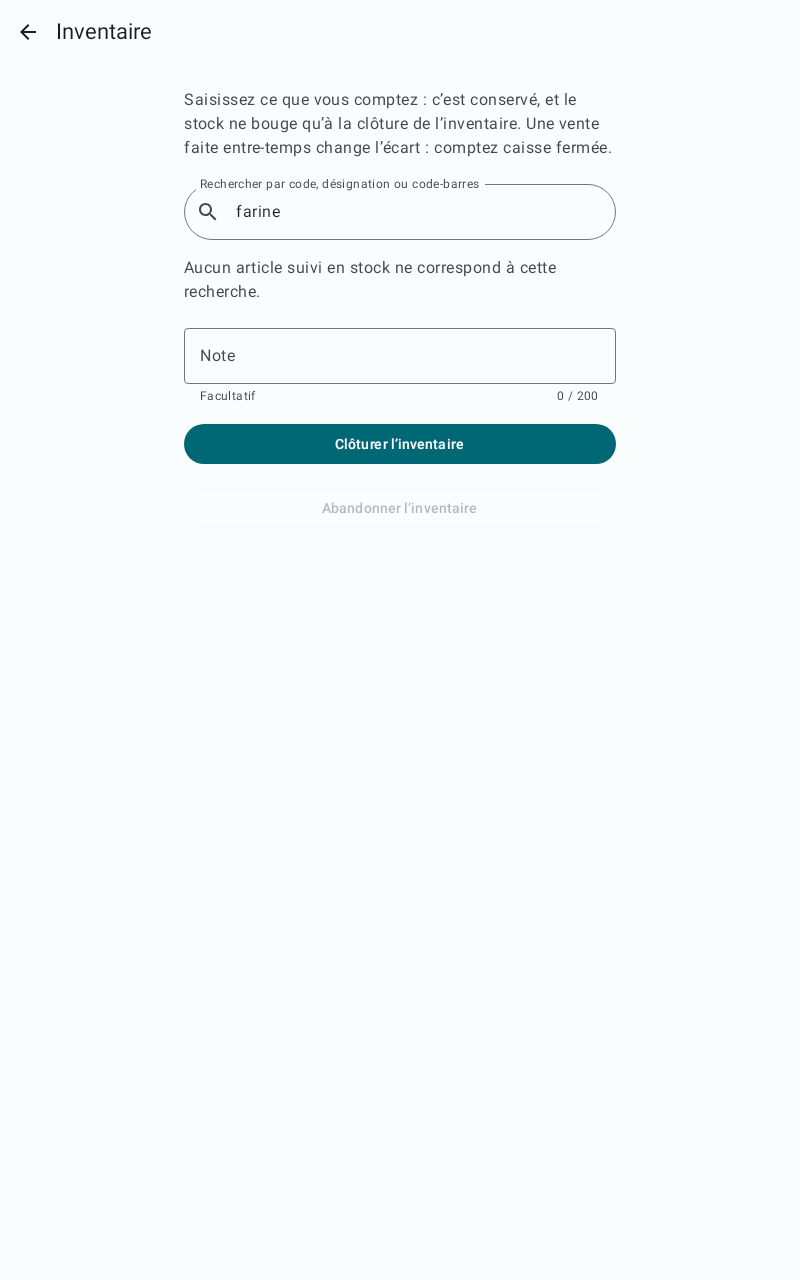 Inventaire
Saisissez ce que vous comptez : c’est conservé, et le
stock ne bouge qu’à la clôture de l’inventaire. Une vente
faite entre-temps change l’écart : comptez caisse fermée.
Rechercher par code, désignation ou code-barres
farine
Aucun article suivi en stock ne correspond à cette
recherche.
Note
Facultatif 0 / 200
Clôturer l’inventaire
Abandonner l’inventaire